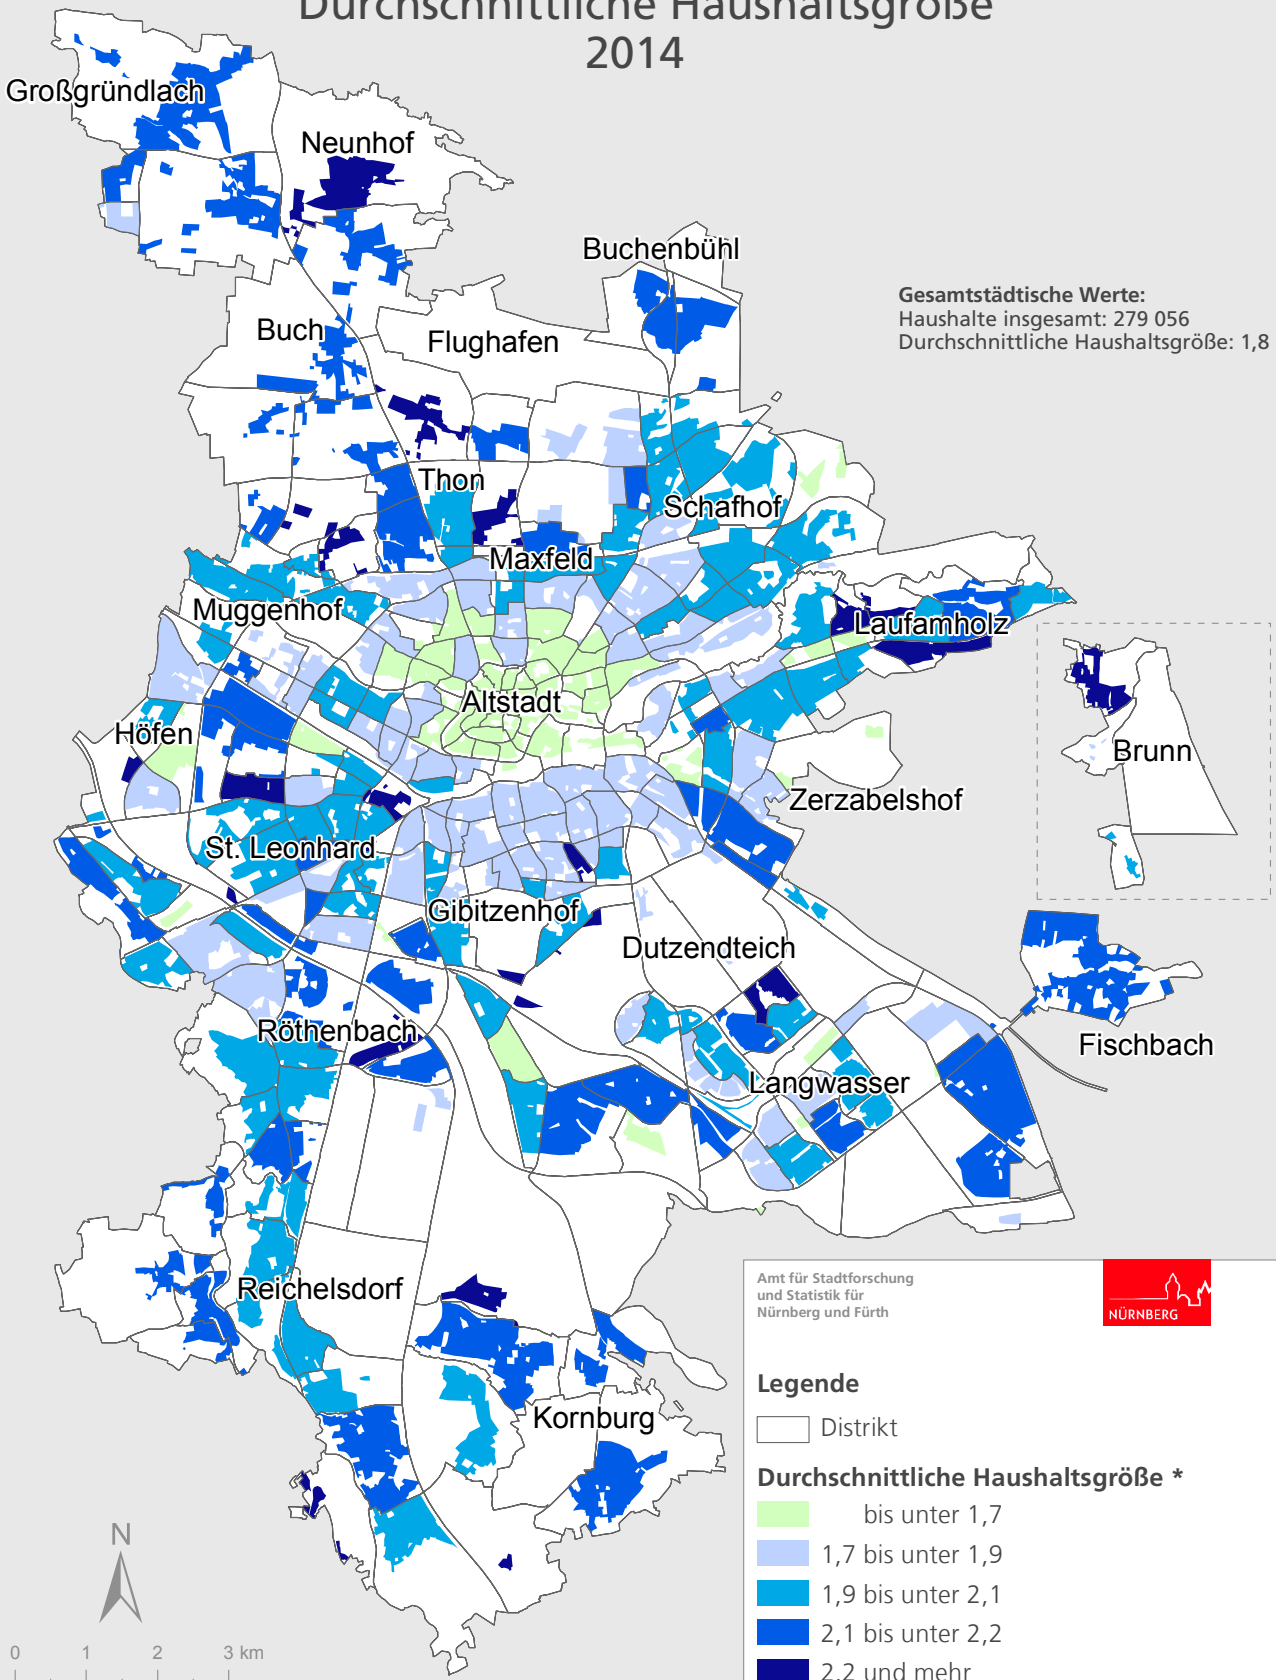 Durchschnittliche Haushaltsgröße
2014
Großgründlach
Neunhof
Buchenbühl
Gesamtstädtische Werte:
Haushalte insgesamt: 279 056
Durchschnittliche Haushaltsgröße: 1,8
Buch
Flughafen
Thon
Schafhof
Maxfeld
Muggenhof
Laufamholz
Altstadt
Höfen
Brunn
Zerzabelshof
St. Leonhard
Gibitzenhof
Dutzendteich
Röthenbach
Fischbach
Langwasser
Reichelsdorf
Kornburg
Amt für Stadtforschung
und Statistik für
Nürnberg und Fürth
NÜRNBERG
Legende
Distrikt
Durchschnittliche Haushaltsgröße *
bis unter 1,7
1,7 bis unter 1,9
1,9 bis unter 2,1
2,1 bis unter 2,2
2,2 und mehr
N
0 1 2 3 km